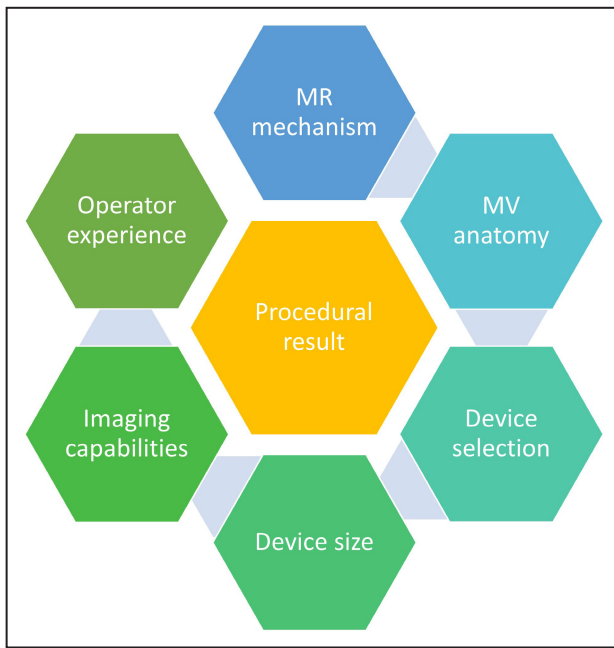 MR
mechanism
MV
anatomy
Device
selection
Device size
Imaging
capabilities
Operator
experience
Procedural
result